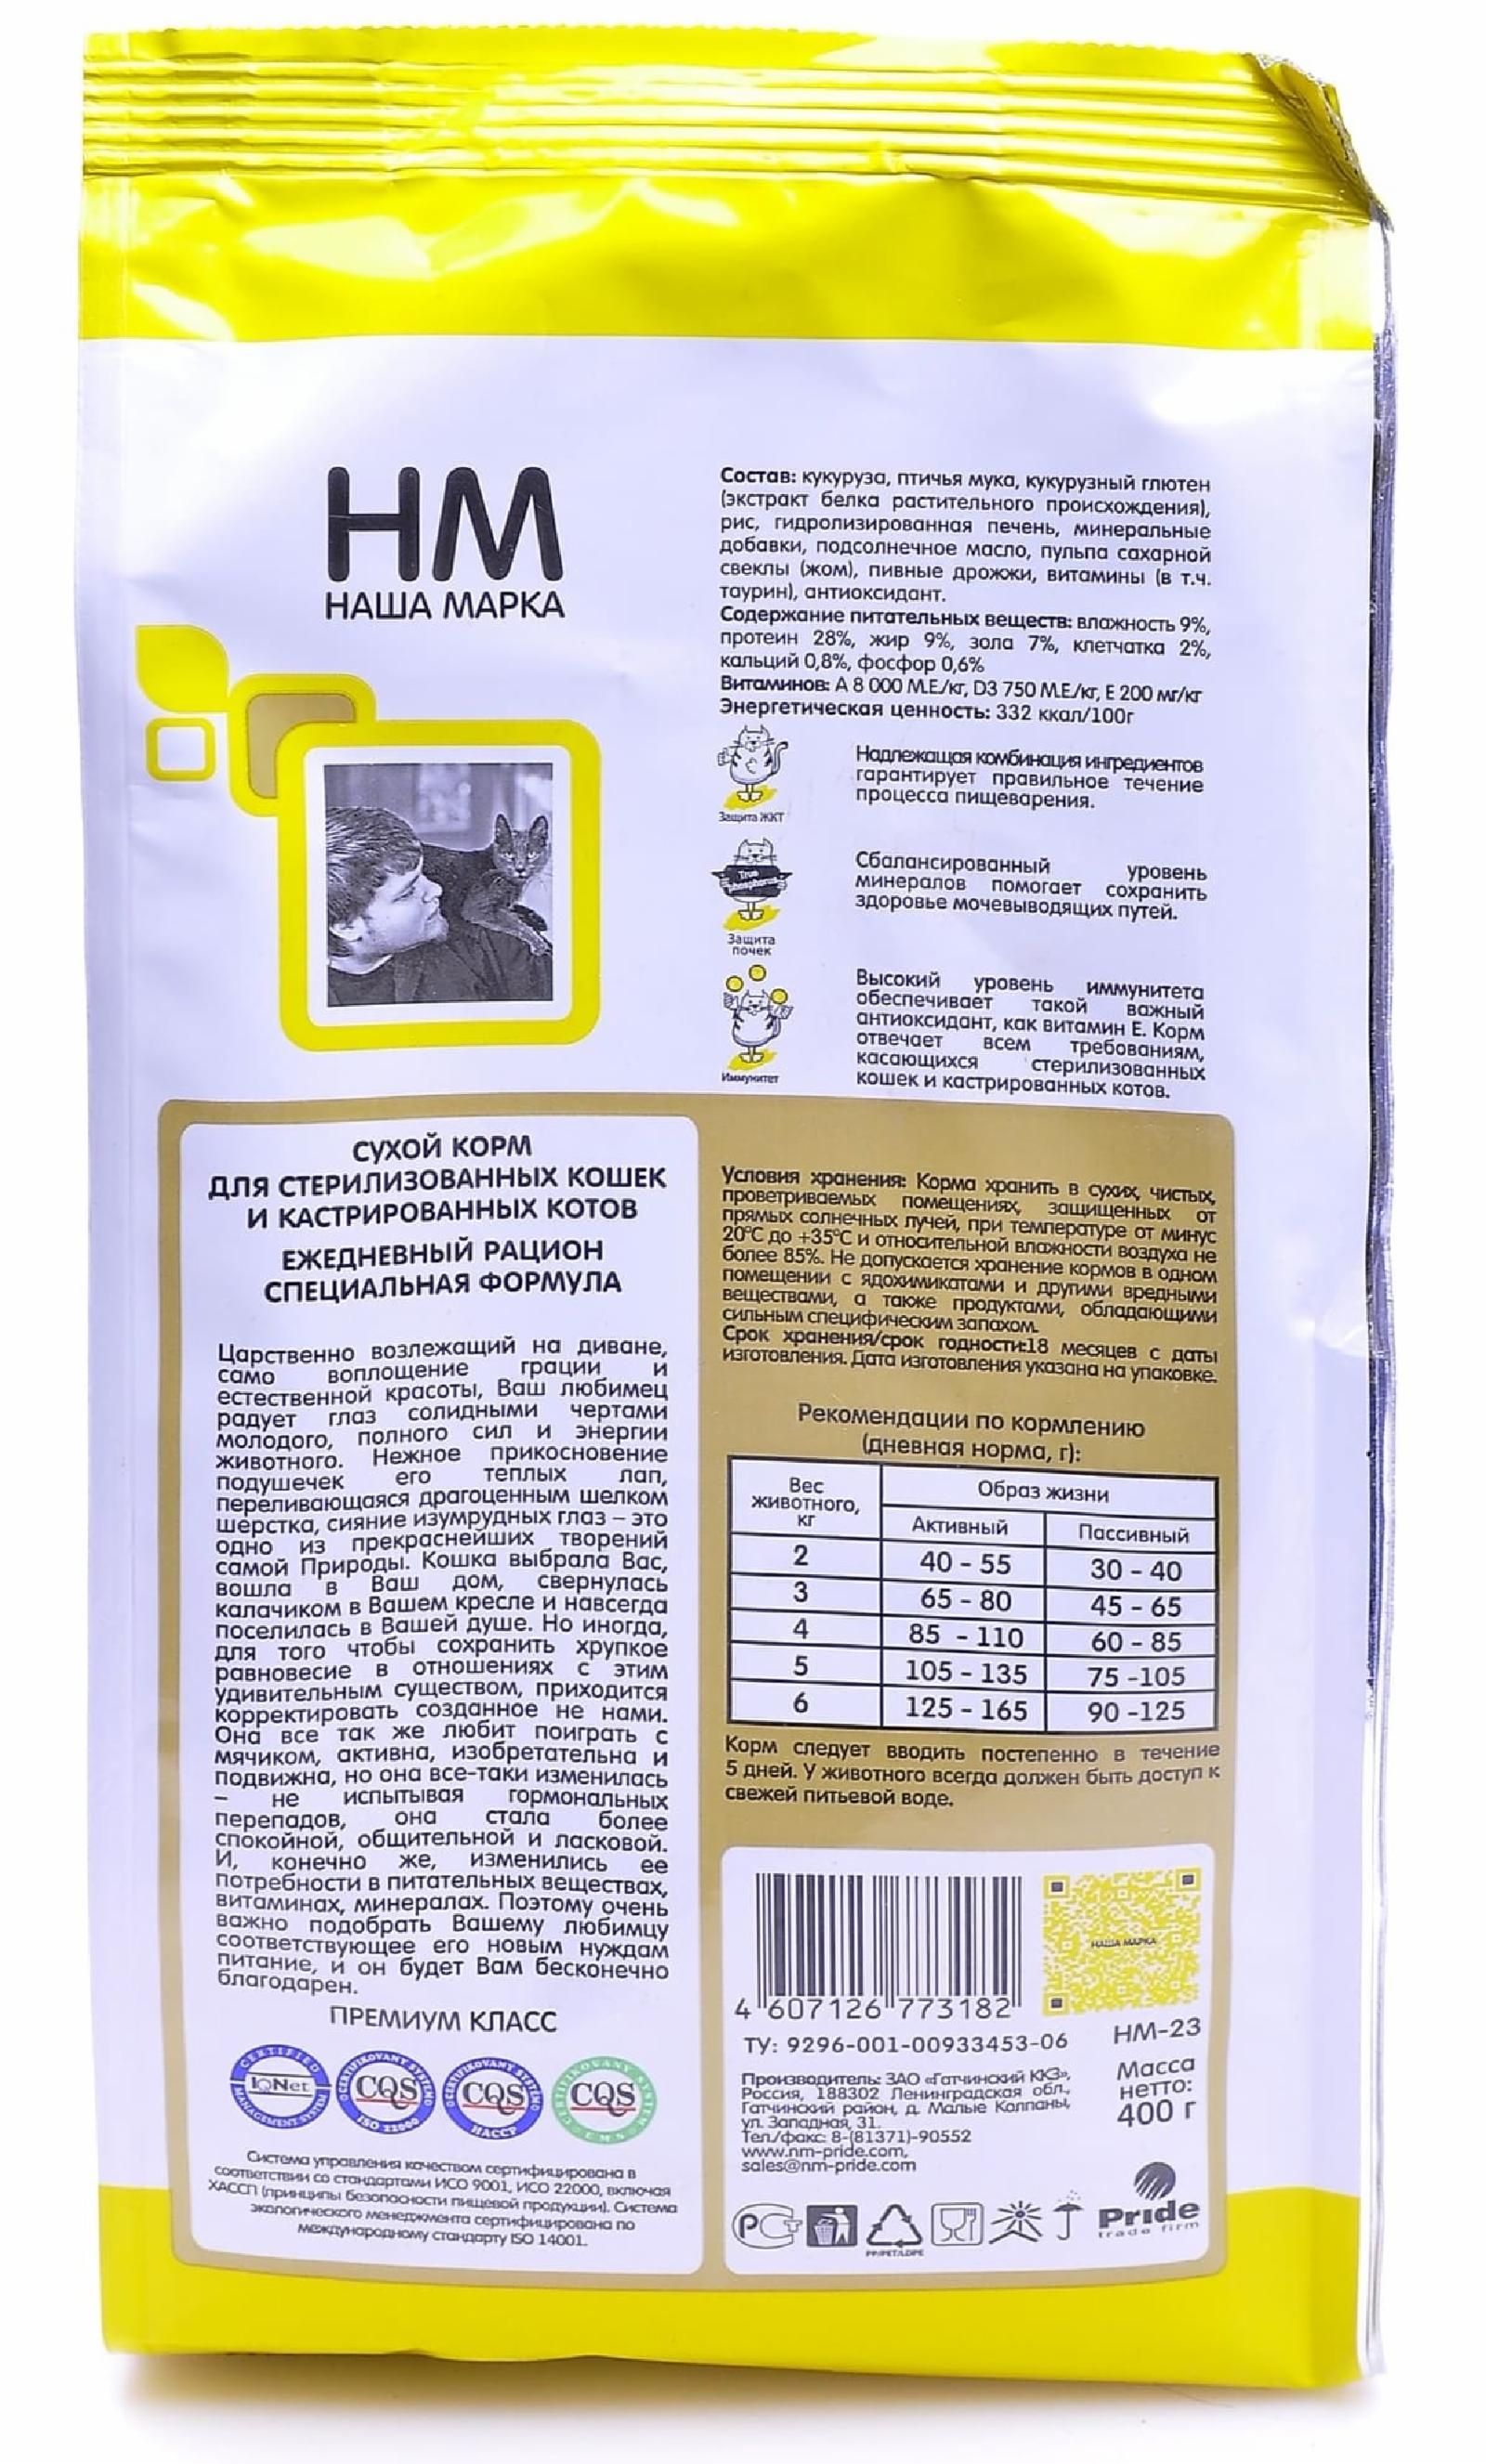 НМ
НАША МАРКА
Состав: кукуруза, птичья мука, кукурузный глютен
(экстракт белка растительного происхождения),
рис, гидролизированная печень, минеральные
добавки, подсолнечное масло, пульпа сахарной
свеклы (жом), пивные дрожжи, витамины (в т.ч.
таурин), антиоксидант.
Содержание питательных веществ: влажность 9%,
протеин 28%, жир 9%, зола 7%, клетчатка 2%,
кальций 0,8%, фосфор 0,6%
Витаминов: А 8 000 М.Е./кг, D3 750 М.Е./кг, Е 200 мг/кг
Энергетическая ценность: 332 ккал/100г
Защита ЖКТ
Надлежащая комбинация ингредиентов
гарантирует правильное течение
процесса пищеварения.
Защита
почек
Сбалансированный уровень
минералов помогает сохранить
здоровье мочевыводящих путей.
Иммунитет
Высокий уровень иммунитета
обеспечивает такой важный
антиоксидант, как витамин Е. Корм
отвечает всем требованиям,
касающихся стерилизованных
кошек и кастрированных котов.
СУХОЙ КОРМ
ДЛЯ СТЕРИЛИЗОВАННЫХ КОШЕК
И КАСТРИРОВАННЫХ КОТОВ
ЕЖЕДНЕВНЫЙ РАЦИОН
СПЕЦИАЛЬНАЯ ФОРМУЛА
Царственно возлежащий на диване,
само воплощение грации и
естественной красоты, Ваш любимец
радует глаз солидными чертами
молодого, полного сил и энергии
животного. Нежное прикосновение
подушечек его теплых лап,
переливающаяся драгоценным шелком
шерстка, сияние изумрудных глаз – это
одно из прекраснейших творений
самой Природы. Кошка выбрала Вас,
вошла в Ваш дом, свернулась
калачиком в Вашем кресле и навсегда
поселилась в Вашей душе. Но иногда,
для того чтобы сохранить хрупкое
равновесие в отношениях с этим
удивительным существом, приходится
корректировать созданное не нами.
Она все так же любит поиграть с
мячиком, активна, изобретательна и
подвижна, но она все-таки изменилась
– не испытывая гормональных
перепадов, она стала более
спокойной, общительной и ласковой.
И, конечно же, изменились ее
потребности в питательных веществах,
витаминах, минералах. Поэтому очень
важно подобрать Вашему любимцу
соответствующее его новым нуждам
питание, и он будет Вам бесконечно
благодарен.
ПРЕМИУМ КЛАСС
CERTIFIED
IQNet
MANAGEMENT SYSTEM
CQS
ISO 22000
CQS
HACCP
CQS
EMS
Система управления качеством сертифицирована в
соответствии со стандартами ИСО 9001, ИСО 22000, включая
ХАССП (принципы безопасности пищевой продукции). Система
экологического менеджмента сертифицирована по
международному стандарту ISO 14001.
Условия хранения: Корма хранить в сухих, чистых,
проветриваемых помещениях, защищенных от
прямых солнечных лучей, при температуре от минус
20°С до +35°С и относительной влажности воздуха не
более 85%. Не допускается хранение кормов в одном
помещении с ядохимикатами и другими вредными
веществами, а также продуктами, обладающими
сильным специфическим запахом.
Срок хранения/срок годности:18 месяцев с даты
изготовления. Дата изготовления указана на упаковке.
Рекомендации по кормлению
(дневная норма, г):
Вес
животного,
кг
Образ жизни
Активный Пассивный
2 40 - 55 30 - 40
3 65 - 80 45 - 65
4 85 - 110 60 - 85
5 105 - 135 75 -105
6 125 - 165 90 -125
Корм следует вводить постепенно в течение
5 дней. У животного всегда должен быть доступ к
свежей питьевой воде.
НАША МАРКА
4 607126 773182
ТУ: 9296-001-00933453-06
НМ-23
Масса
нетто:
400 г
Производитель: ЗАО «Гатчинский ККЗ»,
Россия, 188302 Ленинградская обл.,
Гатчинский район, д. Малые Колпаны,
ул. Западная, 31.
Тел./факс: 8-(81371)-90552
www.nm-pride.com,
sales@nm-pride.com
PP/PET/LDPE
Pride
trade firm